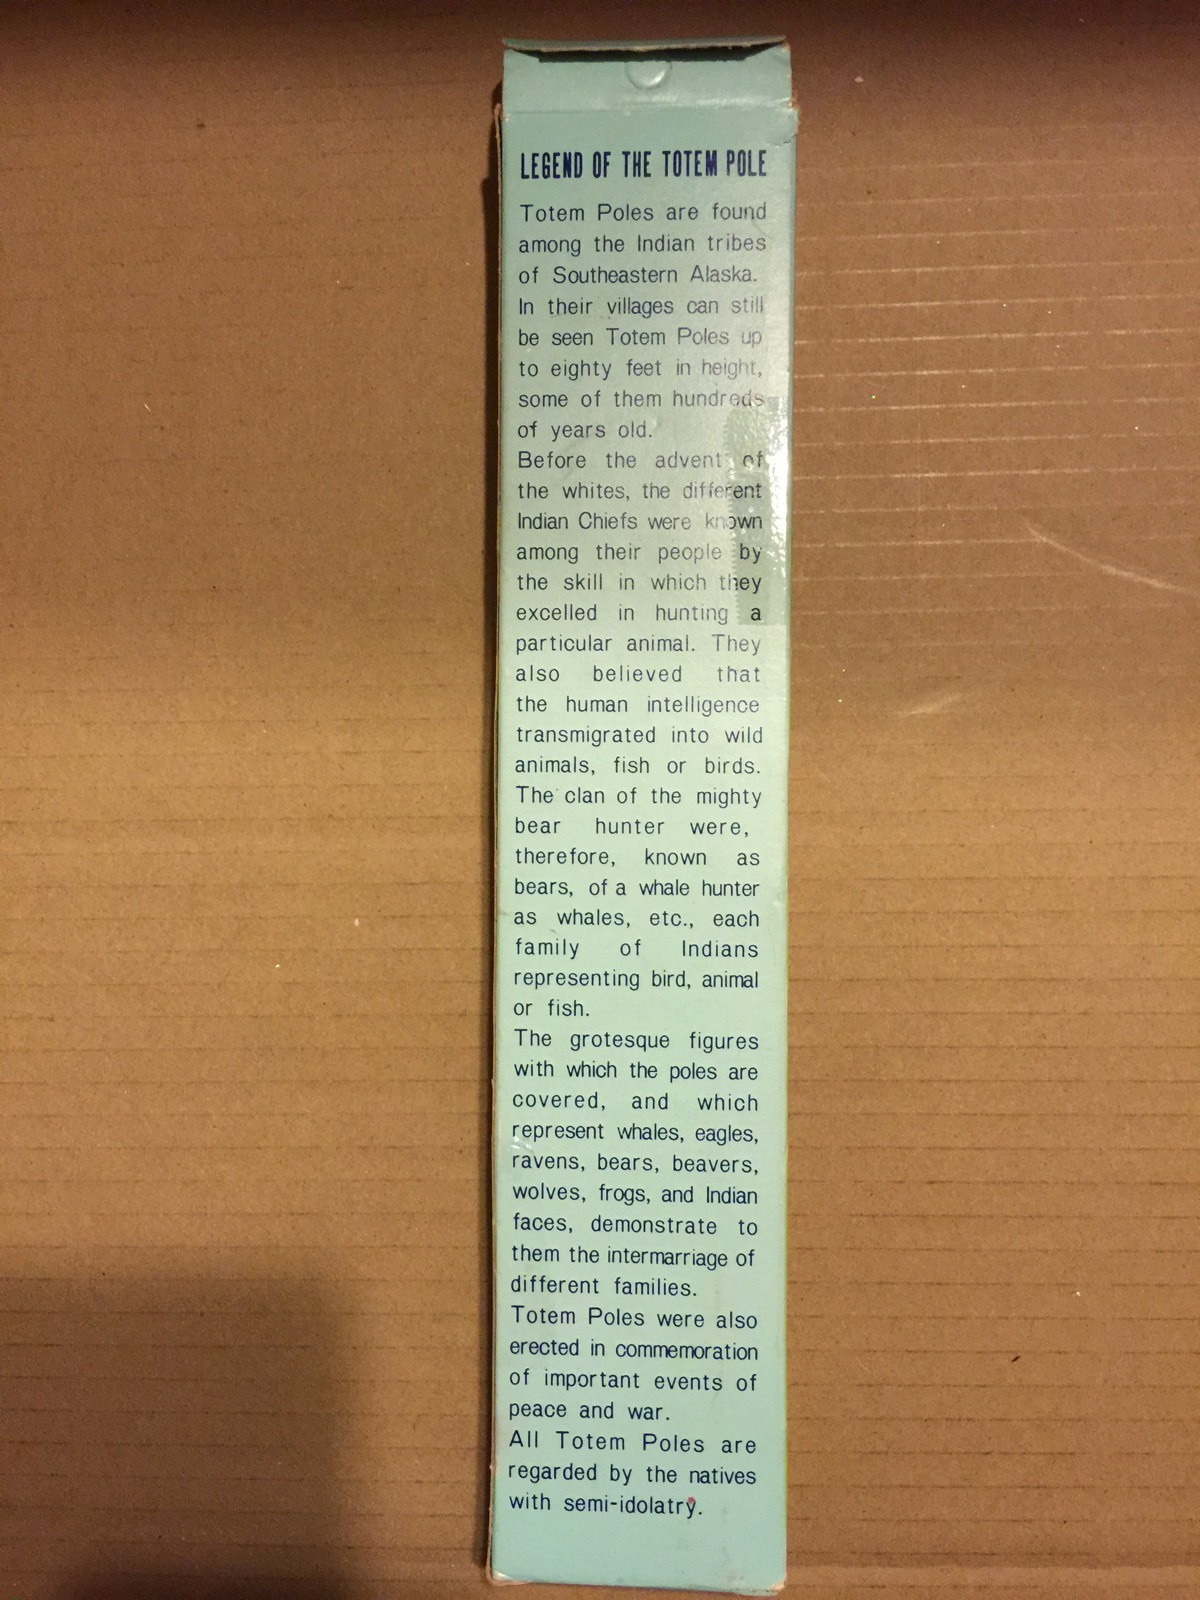 LEGEND OF THE TOTEM POLE
Totem Poles are found
among the Indian tribes
of Southeastern Alaska.
In their villages can still
be seen Totem Poles up
to eighty feet in height,
some of them hundreds
of years old.
Before the advent of
the whites, the different
Indian Chiefs were known
among their people by
the skill in which they
excelled in hunting a
particular animal. They
also believed that
the human intelligence
transmigrated into wild
animals, fish or birds.
The clan of the mighty
bear hunter were,
therefore, known as
bears, of a whale hunter
as whales, etc., each
family of Indians
representing bird, animal
or fish.
The grotesque figures
with which the poles are
covered, and which
represent whales, eagles,
ravens, bears, beavers,
wolves, frogs, and Indian
faces, demonstrate to
them the intermarriage of
different families.
Totem Poles were also
erected in commemoration
of important events of
peace and war.
All Totem Poles are
regarded by the natives
with semi-idolatry.